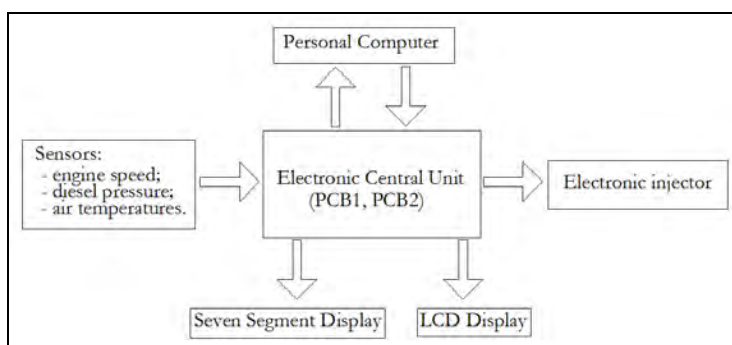 Personal Computer
Sensors:
- engine speed;
- diesel pressure;
- air temperatures.
Electronic Central Unit
(PCB1, PCB2)
Electronic injector
Seven Segment Display
LCD Display